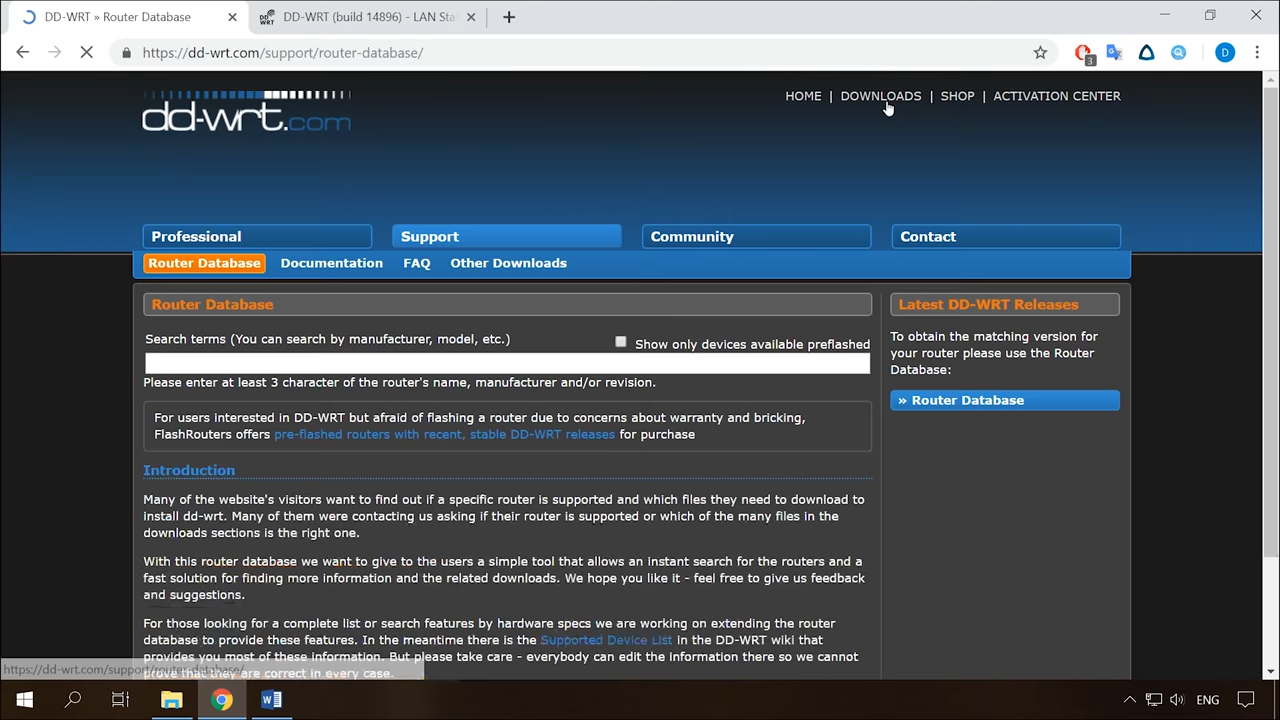 DD-WRT » Router Database
DD-WRT (build 14896) - LAN Sta
https://dd-wrt.com/support/router-database/
3
D
dd-wrt.com
HOME | DOWNLOADS | SHOP | ACTIVATION CENTER
Professional
Support
Community
Contact
Router Database
Documentation
FAQ
Other Downloads
Router Database
Search terms (You can search by manufacturer, model, etc.)
Show only devices available preflashed
Please enter at least 3 character of the router's name, manufacturer and/or revision.
For users interested in DD-WRT but afraid of flashing a router due to concerns about warranty and bricking,
FlashRouters offers pre-flashed routers with recent, stable DD-WRT releases for purchase
Introduction
Many of the website's visitors want to find out if a specific router is supported and which files they need to download to
install dd-wrt. Many of them were contacting us asking if their router is supported or which of the many files in the
downloads sections is the right one.
With this router database we want to give to the users a simple tool that allows an instant search for the routers and a
fast solution for finding more information and the related downloads. We hope you like it - feel free to give us feedback
and suggestions.
For those looking for a complete list or search features by hardware specs we are working on extending the router
database to provide these features. In the meantime there is the Supported Device List in the DD-WRT wiki that
provides you most of these information. But please take care - everybody can edit the information there so we cannot
prove that they are correct in every case.
Latest DD-WRT Releases
To obtain the matching version for
your router please use the Router
Database:
» Router Database
https://dd-wrt.com/support/router-database/
DD WRT
ENG